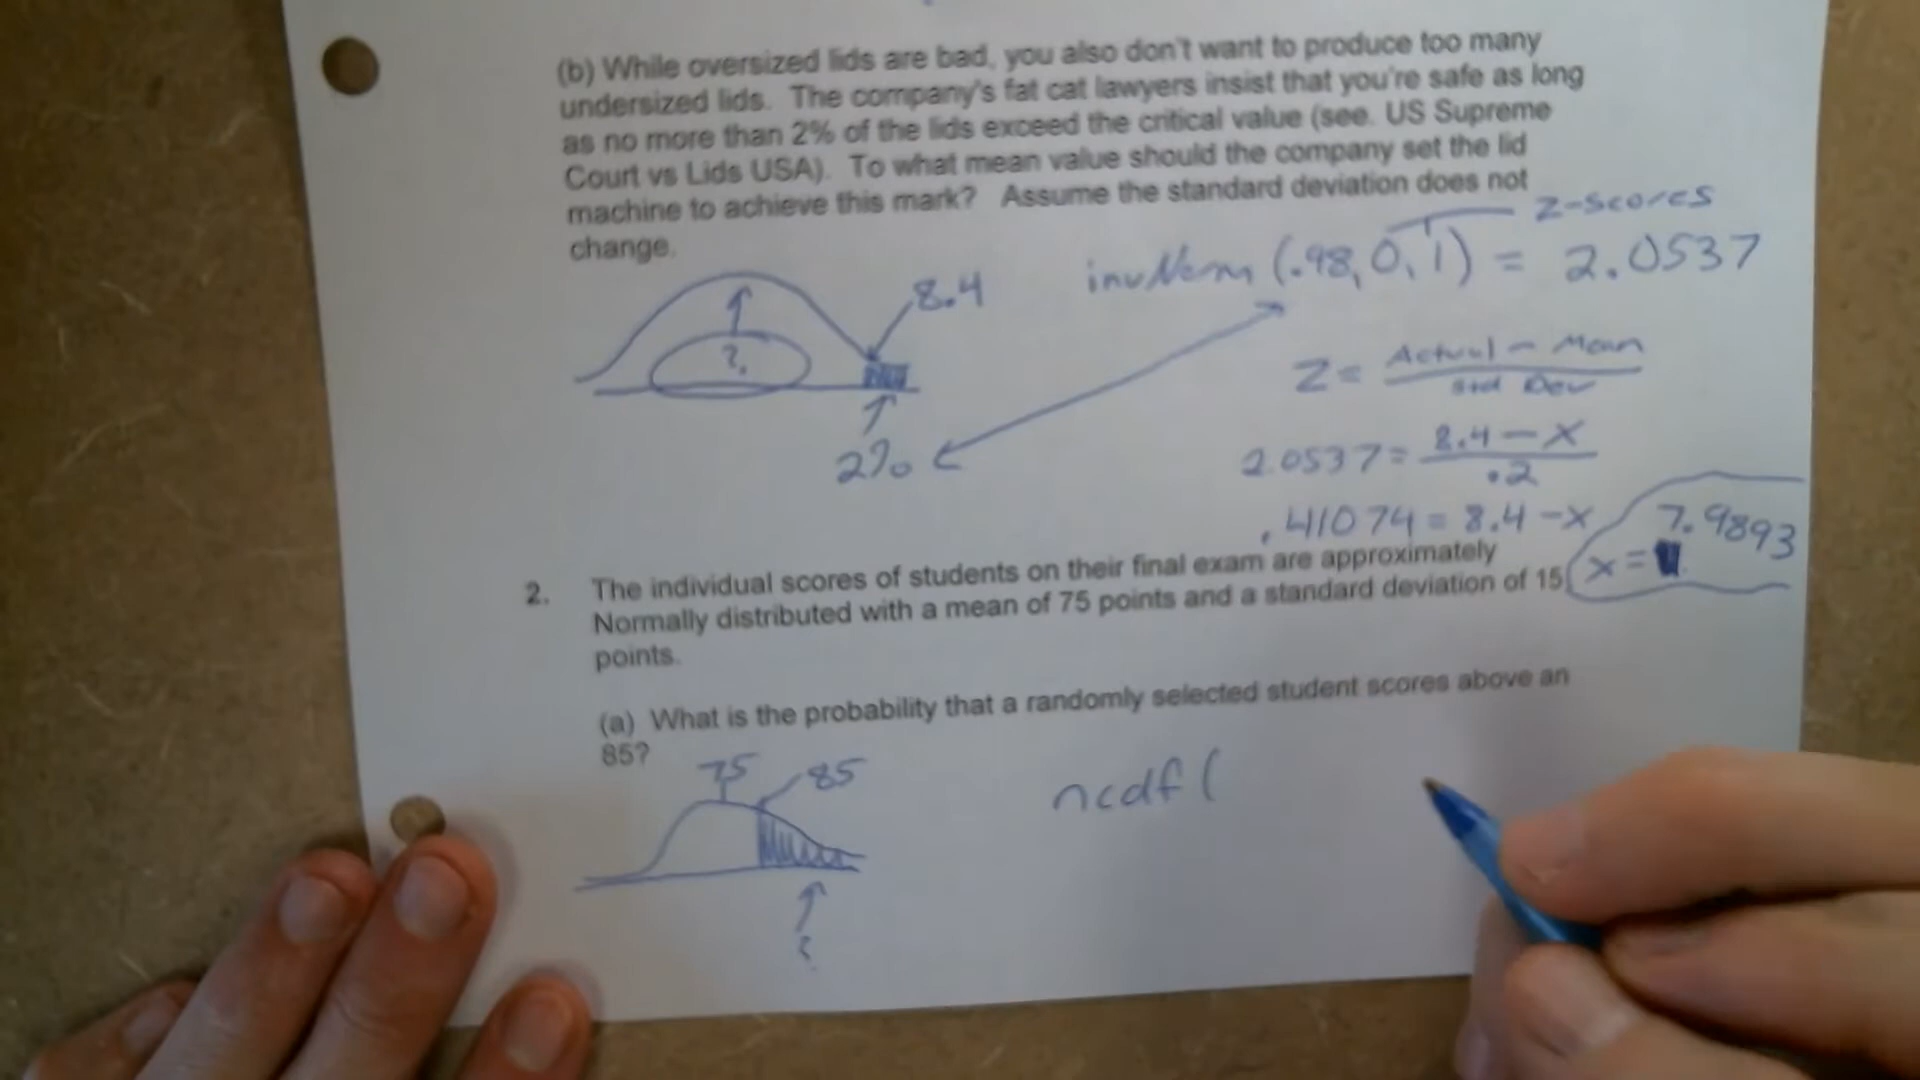 (b) While oversized lids are bad, you also don't want to produce too many
undersized lids. The company's fat cat lawyers insist that you're safe as long
as no more than 2% of the lids exceed the critical value (see. US Supreme
Court vs Lids USA). To what mean value should the company set the lid
machine to achieve this mark? Assume the standard deviation does not
change.
z-scores
invNorm (.98, 0, 1) = 2.0537
8.4
?
2%
Z = Actual - Mean
Std Dev
2.0537 = 8.4 - X
.2
.41074 = 8.4 - X
x = 7.9893
2. The individual scores of students on their final exam are approximately
Normally distributed with a mean of 75 points and a standard deviation of 15
points.
(a) What is the probability that a randomly selected student scores above an
85?
75 85
ncdf (
?